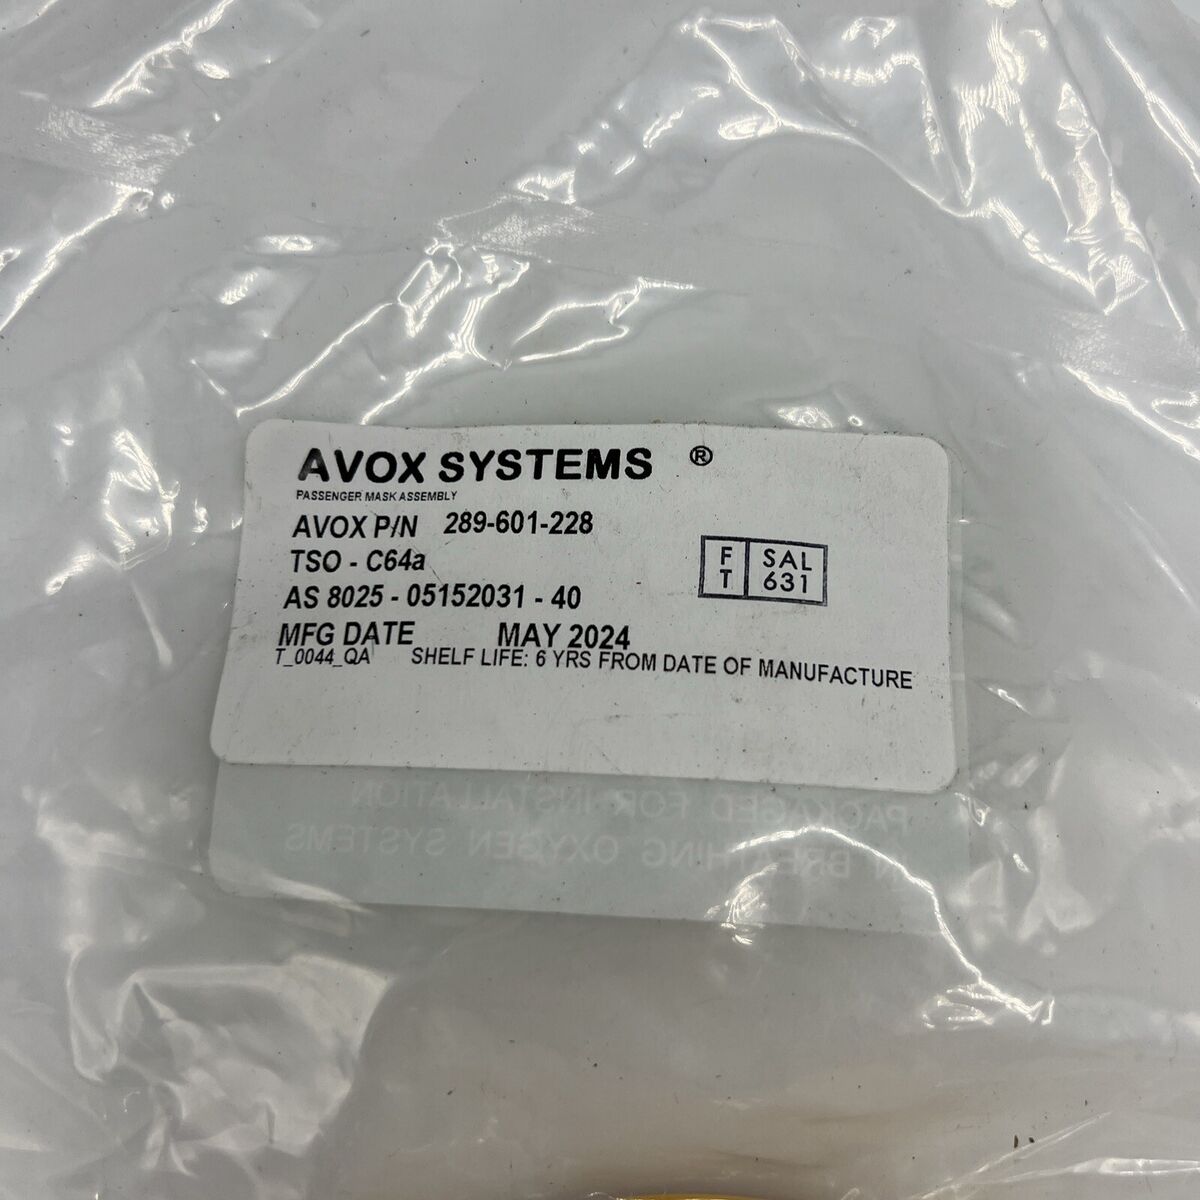 AVOX SYSTEMS ®
PASSENGER MASK ASSEMBLY
AVOX P/N 289-601-228
TSO - C64a
AS 8025 - 05152031 - 40
MFG DATE MAY 2024
T_0044_QA SHELF LIFE: 6 YRS FROM DATE OF MANUFACTURE
F T SAL 631
PACKAGED FOR INSTALLATION
IN BREATHING OXYGEN SYSTEMS